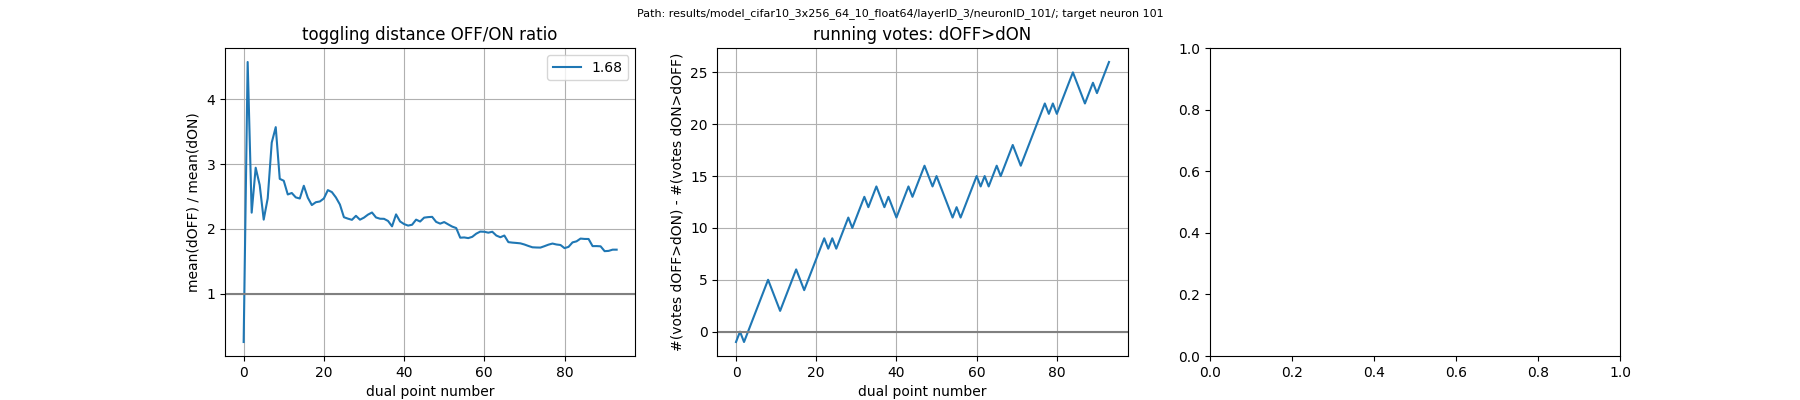 Path: results/model_cifar10_3x256_64_10_float64/layerID_3/neuronID_101/; target neuron 101
toggling distance OFF/ON ratio
mean(dOFF) / mean(dON)
4
3
2
1
1.68
0 20 40 60 80
dual point number
running votes: dOFF>dON
#(votes dOFF>dON) - #(votes dON>dOFF)
25
20
15
10
5
0
0 20 40 60 80
dual point number
1.0
0.8
0.6
0.4
0.2
0.0
0.0 0.2 0.4 0.6 0.8 1.0